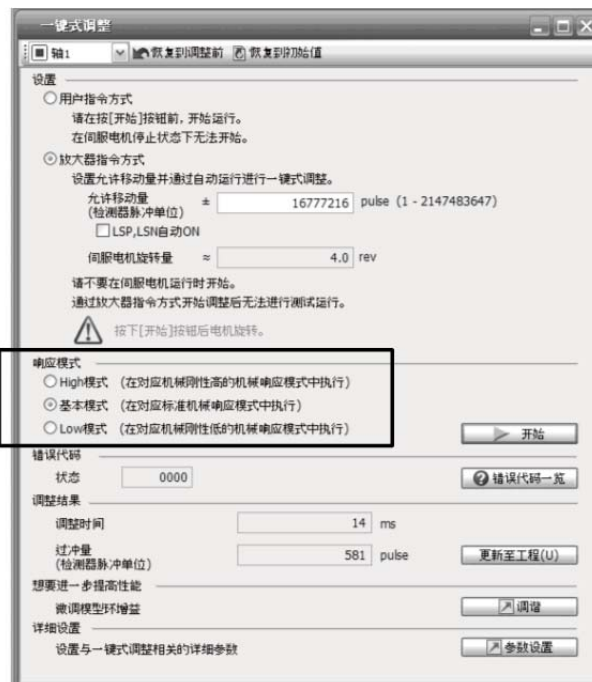 一键式调整
轴1 恢复到调整前 恢复到初始值
设置
用户指令方式
请在按[开始]按钮前,开始运行。
在伺服电机停止状态下无法开始。
放大器指令方式
设置允许移动量并通过自动运行进行一键式调整。
允许移动量
(检测器脉冲单位) ± 16777216 pulse (1 - 2147483647)
LSP,LSN自动ON
伺服电机旋转量 ≈ 4.0 rev
请不要在伺服电机运行时开始。
通过放大器指令方式开始调整后无法进行测试运行。
按下[开始]按钮后电机旋转。
响应模式
High模式 (在对应机械刚性高的机械响应模式中执行)
基本模式 (在对应标准机械响应模式中执行)
Low模式 (在对应机械刚性低的机械响应模式中执行)
开始
错误代码
状态 0000 错误代码一览
调整结果
调整时间 14 ms
过冲量
(检测器脉冲单位) 581 pulse 更新至工程(U)
想要进一步提高性能
微调模型环增益 调谐
详细设置
设置与一键式调整相关的详细参数 参数设置